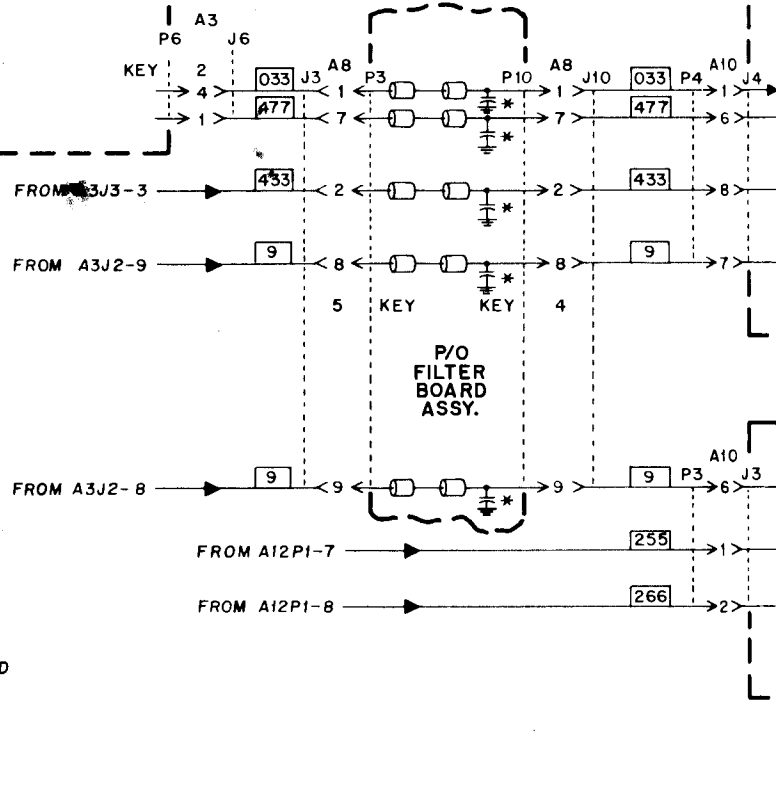 A3
P6 J6
KEY 2 A8 A8 A10
033 J3 P3 P10 J10 033 P4 J4
4 1 1 1
477 477
1 7 7 6
FROM 3J3-3 433 2 2 433 8
FROM A3J2-9 9 8 8 9 7
5 KEY KEY 4
* * * *
P/O
FILTER
BOARD
ASSY.
A10
FROM A3J2-8 9 9 9 9 P3 6 J3
*
FROM A12P1-7 255 1
FROM A12P1-8 266 2
D